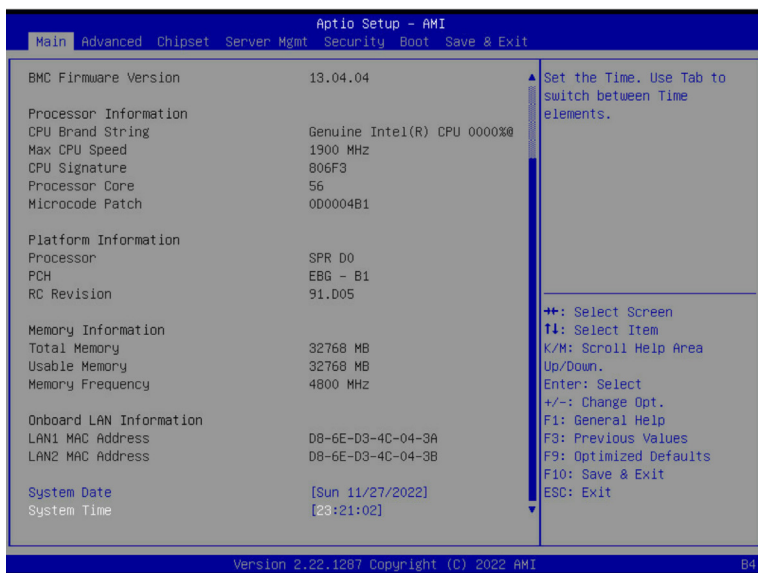 Aptio Setup - AMI
Main Advanced Chipset Server Mgmt Security Boot Save & Exit
BMC Firmware Version 13.04.04
Processor Information
CPU Brand String Genuine Intel(R) CPU 0000%@
Max CPU Speed 1900 MHz
CPU Signature 806F3
Processor Core 56
Microcode Patch 0D0004B1
Platform Information
Processor SPR D0
PCH EBG - B1
RC Revision 91.D05
Memory Information
Total Memory 32768 MB
Usable Memory 32768 MB
Memory Frequency 4800 MHz
Onboard LAN Information
LAN1 MAC Address D8-6E-D3-4C-04-3A
LAN2 MAC Address D8-6E-D3-4C-04-3B
System Date [Sun 11/27/2022]
System Time [23:21:02]
Set the Time. Use Tab to
switch between Time
elements.
→←: Select Screen
↑↓: Select Item
K/M: Scroll Help Area
Up/Down.
Enter: Select
+/-: Change Opt.
F1: General Help
F3: Previous Values
F9: Optimized Defaults
F10: Save & Exit
ESC: Exit
Version 2.22.1287 Copyright (C) 2022 AMI
B4